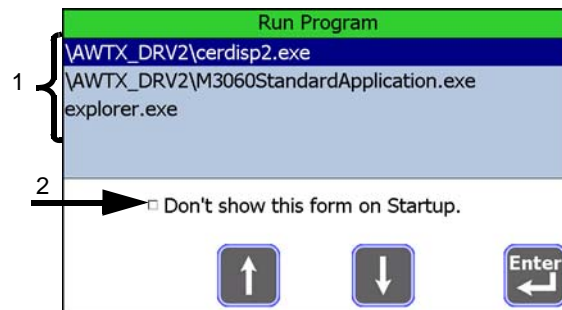 Run Program
1
\AWTX_DRV2\cerdisp2.exe
\AWTX_DRV2\M3060StandardApplication.exe
explorer.exe
2
Don't show this form on Startup.
Enter